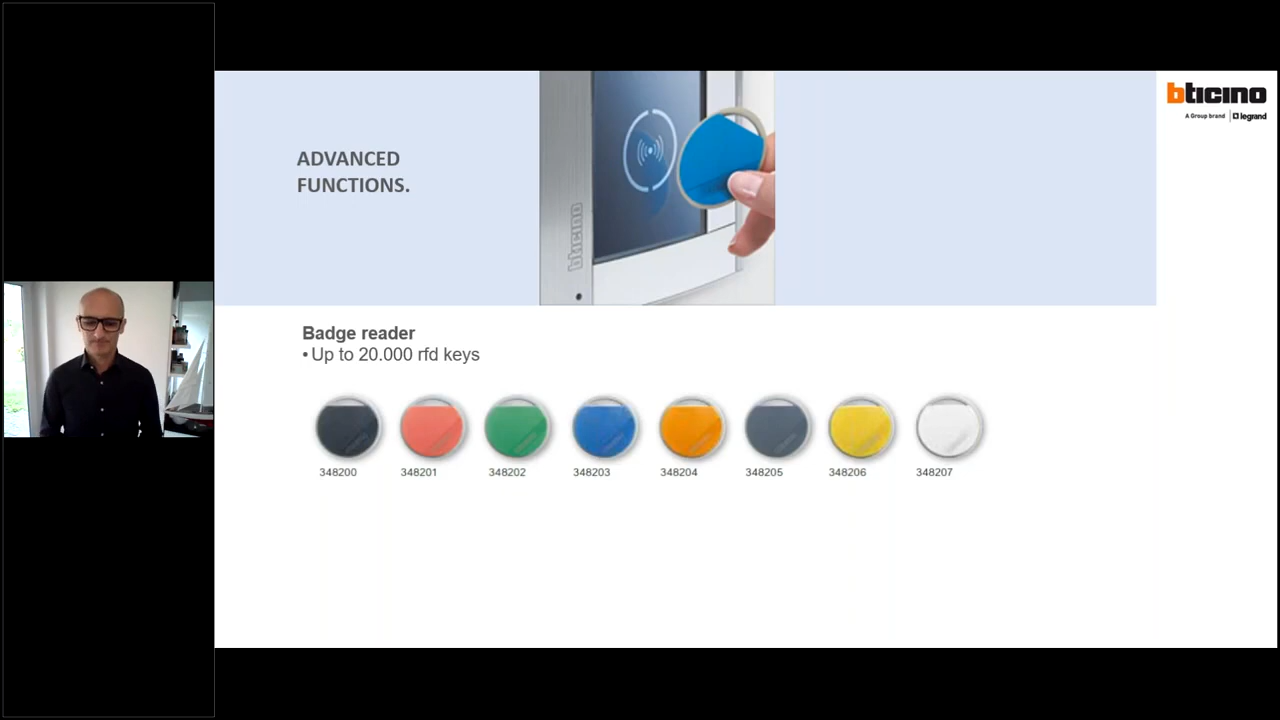 ADVANCED
FUNCTIONS.
bticino
bticino
A Group brand | legrand
Badge reader
• Up to 20.000 rfd keys
348200 348201 348202 348203 348204 348205 348206 348207